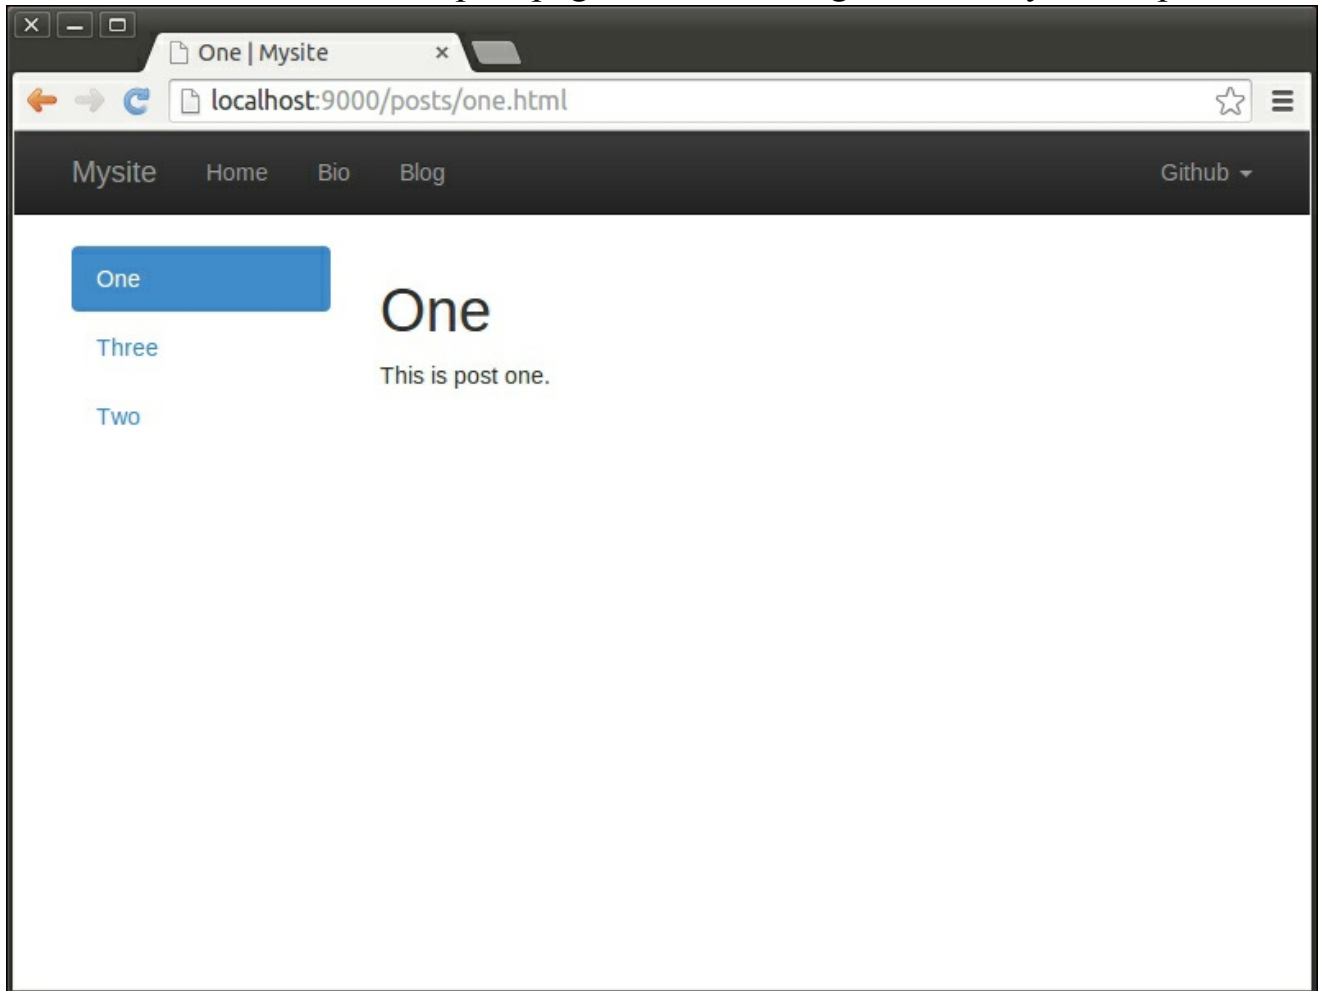 One | Mysite
localhost:9000/posts/one.html
Mysite Home Bio Blog Github
One
Three
Two
One
This is post one.